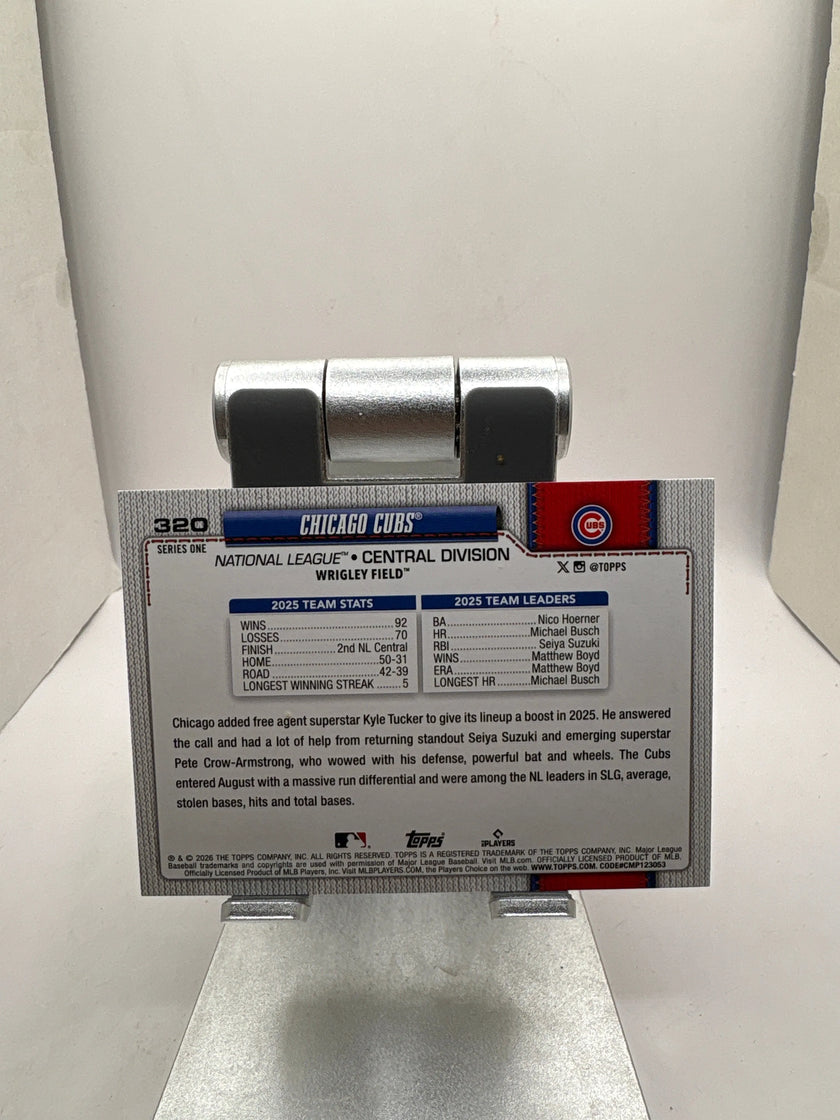 320
CHICAGO CUBS®
CUBS
SERIES ONE
NATIONAL LEAGUE™ • CENTRAL DIVISION
WRIGLEY FIELD™
X @TOPPS
2025 TEAM STATS
WINS 92
LOSSES 70
FINISH 2nd NL Central
HOME 50-31
ROAD 42-39
LONGEST WINNING STREAK 5
2025 TEAM LEADERS
BA Nico Hoerner
HR Michael Busch
RBI Seiya Suzuki
WINS Matthew Boyd
ERA Matthew Boyd
LONGEST HR Michael Busch
Chicago added free agent superstar Kyle Tucker to give its lineup a boost in 2025. He answered
the call and had a lot of help from returning standout Seiya Suzuki and emerging superstar
Pete Crow-Armstrong, who wowed with his defense, powerful bat and wheels. The Cubs
entered August with a massive run differential and were among the NL leaders in SLG, average,
stolen bases, hits and total bases.
Topps
PLAYERS
® & © 2026 THE TOPPS COMPANY, INC. ALL RIGHTS RESERVED. TOPPS IS A REGISTERED TRADEMARK OF THE TOPPS COMPANY, INC. Major League
Baseball trademarks and copyrights are used with permission of Major League Baseball. Visit MLB.com. OFFICIALLY LICENSED PRODUCT OF MLB
Officially Licensed Product of MLB Players, Inc. Visit MLBPLAYERS.COM, the Players Choice on the web. WWW.TOPPS.COM. CODE#CMP123053